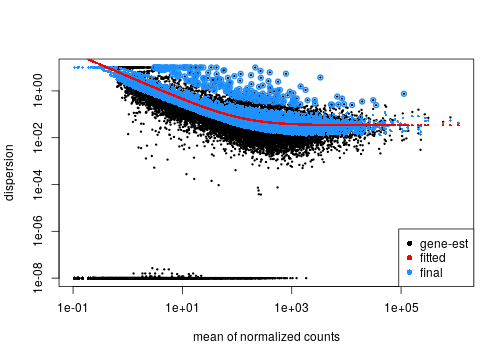 dispersion
1e+00
1e-02
1e-04
1e-06
1e-08
gene-est
fitted
final
1e-01
1e+01
1e+03
1e+05
mean of normalized counts